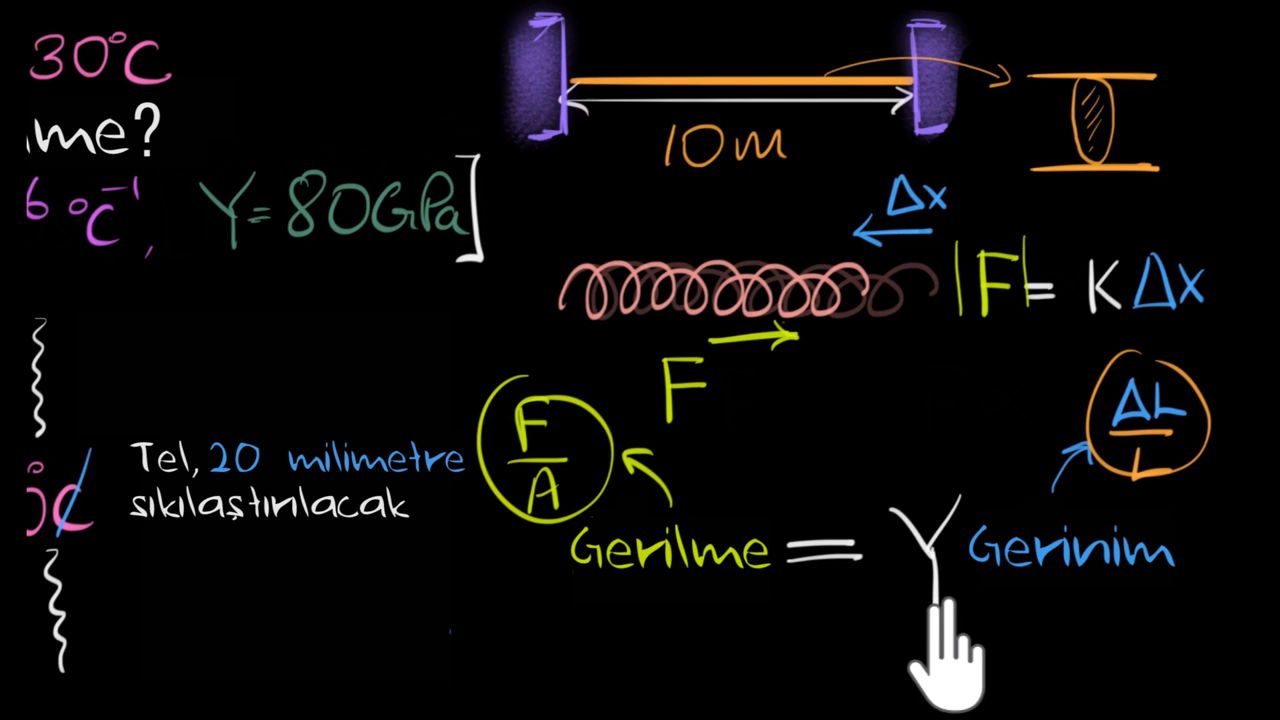 30°C
me?
6 °C⁻¹, Y = 80GPa]
10m
Δx
|F| = KΔx
F
F/A
ΔL/L
Tel, 20 milimetre
sıkılaştırılacak
Gerilme = Y Gerinim